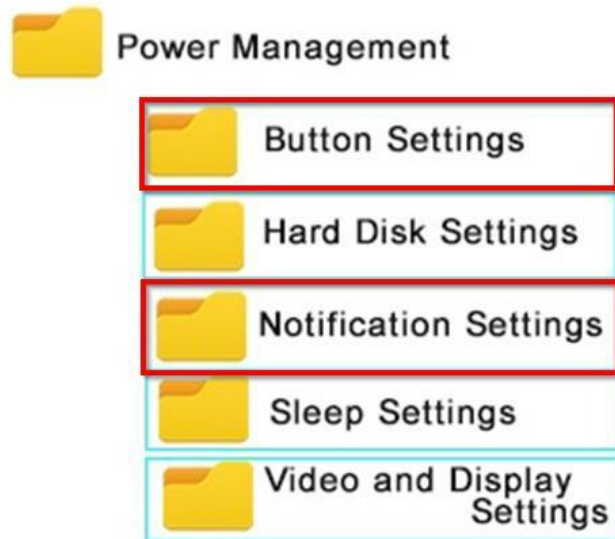 Power Management
Button Settings
Hard Disk Settings
Notification Settings
Sleep Settings
Video and Display
Settings